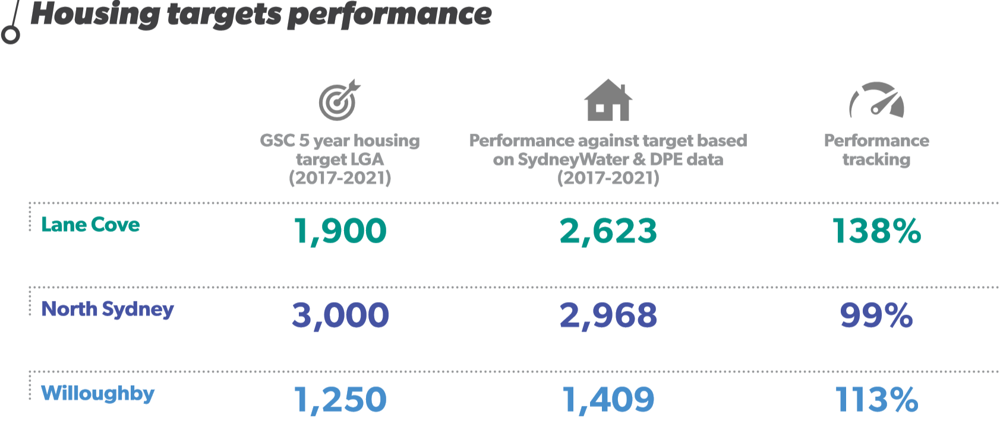 Housing targets performance
GSC 5 year housing
target LGA
(2017-2021)
Performance against target based
on SydneyWater & DPE data
(2017-2021)
Performance
tracking
Lane Cove 1,900 2,623 138%
North Sydney 3,000 2,968 99%
Willoughby 1,250 1,409 113%